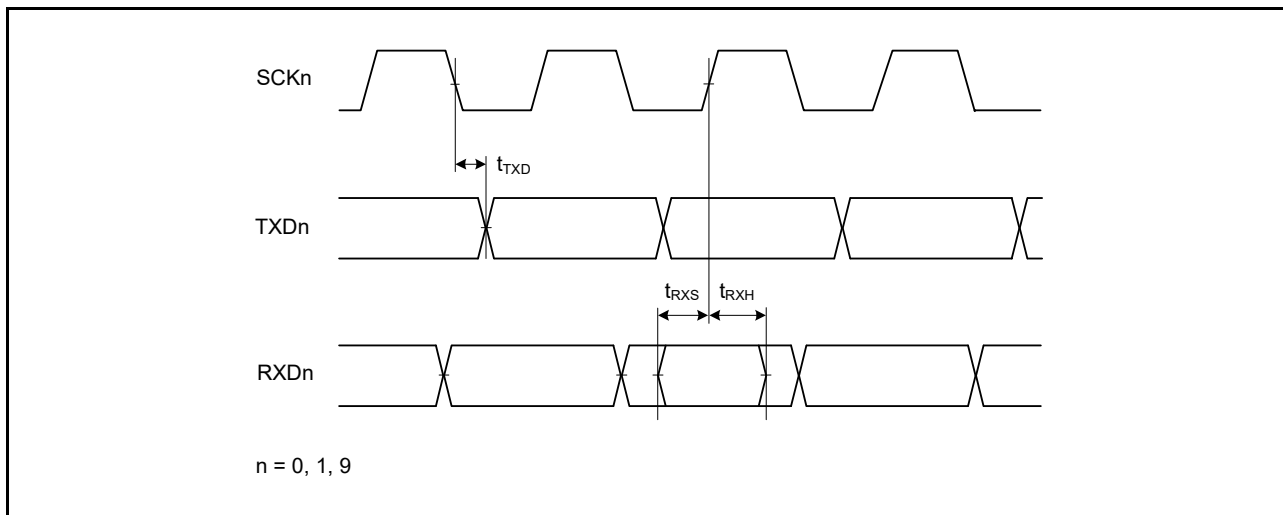 SCKn
tTXD
TXDn
tRXS tRXH
RXDn
n = 0, 1, 9